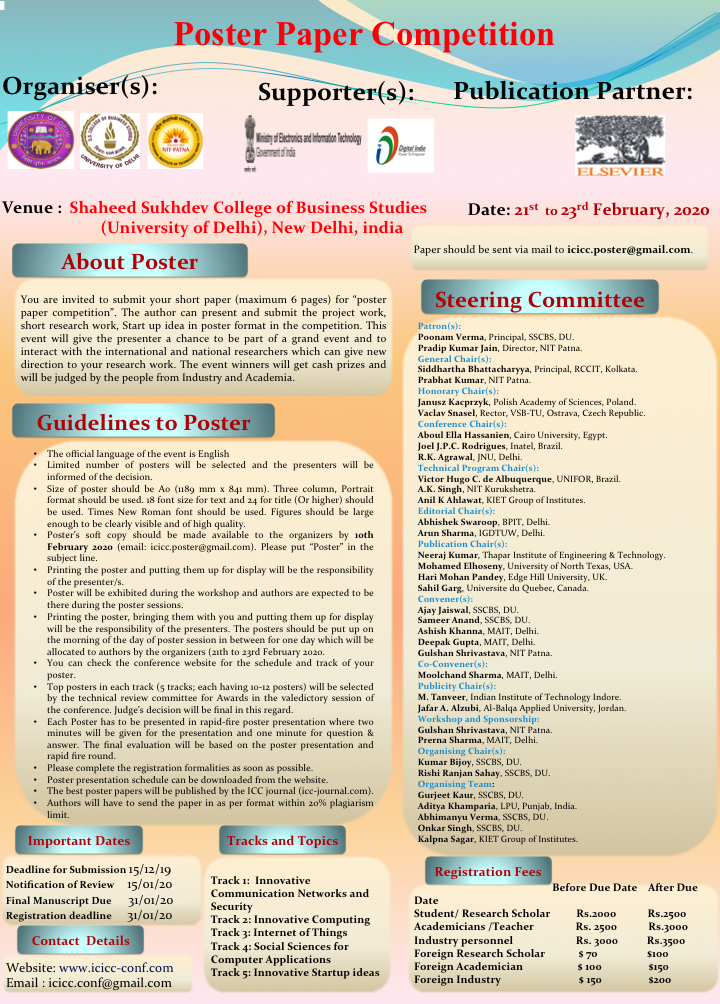 Poster Paper Competition
Organiser(s):
Supporter(s):
Publication Partner:
NIT-PATNA
UNIVERSITY OF DELHI
Ministry of Electronics and Information Technology
Government of India
Digital India
Power To Empower
ELSEVIER
Venue : Shaheed Sukhdev College of Business Studies
(University of Delhi), New Delhi, india
Date: 21st to 23rd February, 2020
Paper should be sent via mail to icicc.poster@gmail.com.
About Poster
You are invited to submit your short paper (maximum 6 pages) for “poster
paper competition”. The author can present and submit the project work,
short research work, Start up idea in poster format in the competition. This
event will give the presenter a chance to be part of a grand event and to
interact with the international and national researchers which can give new
direction to your research work. The event winners will get cash prizes and
will be judged by the people from Industry and Academia.
Guidelines to Poster
• The official language of the event is English
• Limited number of posters will be selected and the presenters will be
informed of the decision.
• Size of poster should be A0 (1189 mm x 841 mm). Three column, Portrait
format should be used. 18 font size for text and 24 for title (Or higher) should
be used. Times New Roman font should be used. Figures should be large
enough to be clearly visible and of high quality.
• Poster's soft copy should be made available to the organizers by 10th
February 2020 (email: icicc.poster@gmail.com). Please put “Poster” in the
subject line.
• Printing the poster and putting them up for display will be the responsibility
of the presenter/s.
• Poster will be exhibited during the workshop and authors are expected to be
there during the poster sessions.
• Printing the poster, bringing them with you and putting them up for display
will be the responsibility of the presenters. The posters should be put up on
the morning of the day of poster session in between for one day which will be
allocated to authors by the organizers (21th to 23rd February 2020.
• You can check the conference website for the schedule and track of your
poster.
• Top posters in each track (5 tracks; each having 10-12 posters) will be selected
by the technical review committee for Awards in the valedictory session of
the conference. Judge's decision will be final in this regard.
• Each Poster has to be presented in rapid-fire poster presentation where two
minutes will be given for the presentation and one minute for question &
answer. The final evaluation will be based on the poster presentation and
rapid fire round.
• Please complete the registration formalities as soon as possible.
• Poster presentation schedule can be downloaded from the website.
• The best poster papers will be published by the ICC journal (icc-journal.com).
• Authors will have to send the paper in as per format within 20% plagiarism
limit.
Steering Committee
Patron(s):
Poonam Verma, Principal, SSCBS, DU.
Pradip Kumar Jain, Director, NIT Patna.
General Chair(s):
Siddhartha Bhattacharyya, Principal, RCCIT, Kolkata.
Prabhat Kumar, NIT Patna.
Honorary Chair(s):
Janusz Kacprzyk, Polish Academy of Sciences, Poland.
Vaclav Snasel, Rector, VSB-TU, Ostrava, Czech Republic.
Conference Chair(s):
Aboul Ella Hassanien, Cairo University, Egypt.
Joel J.P.C. Rodrigues, Inatel, Brazil.
R.K. Agrawal, JNU, Delhi.
Technical Program Chair(s):
Victor Hugo C. de Albuquerque, UNIFOR, Brazil.
A.K. Singh, NIT Kurukshetra.
Anil K Ahlawat, KIET Group of Institutes.
Editorial Chair(s):
Abhishek Swaroop, BPIT, Delhi.
Arun Sharma, IGDTUW, Delhi.
Publication Chair(s):
Neeraj Kumar, Thapar Institute of Engineering & Technology.
Mohamed Elhoseny, University of North Texas, USA.
Hari Mohan Pandey, Edge Hill University, UK.
Sahil Garg, Universite du Quebec, Canada.
Convener(s):
Ajay Jaiswal, SSCBS, DU.
Sameer Anand, SSCBS, DU.
Ashish Khanna, MAIT, Delhi.
Deepak Gupta, MAIT, Delhi.
Gulshan Shrivastava, NIT Patna.
Co-Convener(s):
Moolchand Sharma, MAIT, Delhi.
Publicity Chair(s):
M. Tanveer, Indian Institute of Technology Indore.
Jafar A. Alzubi, Al-Balqa Applied University, Jordan.
Workshop and Sponsorship:
Gulshan Shrivastava, NIT Patna.
Prerna Sharma, MAIT, Delhi.
Organising Chair(s):
Kumar Bijoy, SSCBS, DU.
Rishi Ranjan Sahay, SSCBS, DU.
Organising Team:
Gurjeet Kaur, SSCBS, DU.
Aditya Khamparia, LPU, Punjab, India.
Abhimanyu Verma, SSCBS, DU.
Onkar Singh, SSCBS, DU.
Kalpna Sagar, KIET Group of Institutes.
Important Dates
Deadline for Submission 15/12/19
Notification of Review 15/01/20
Final Manuscript Due 31/01/20
Registration deadline 31/01/20
Contact Details
Website: www.icicc-conf.com
Email : icicc.conf@gmail.com
Tracks and Topics
Track 1: Innovative
Communication Networks and
Security
Track 2: Innovative Computing
Track 3: Internet of Things
Track 4: Social Sciences for
Computer Applications
Track 5: Innovative Startup ideas
Registration Fees
Before Due Date After Due
Date
Student/ Research Scholar Rs.2000 Rs.2500
Academicians /Teacher Rs. 2500 Rs.3000
Industry personnel Rs. 3000 Rs.3500
Foreign Research Scholar $ 70 $100
Foreign Academician $ 100 $150
Foreign Industry $ 150 $200